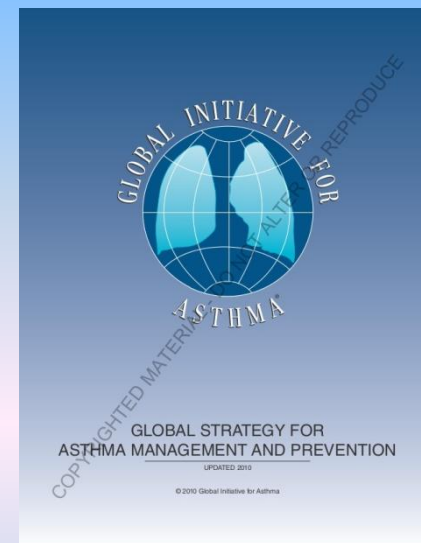 GLOBAL INITIATIVE FOR
ASTHMA
COPYRIGHTED MATERIAL - DO NOT ALTER OR REPRODUCE
GLOBAL STRATEGY FOR
ASTHMA MANAGEMENT AND PREVENTION
UPDATED 2010
© 2010 Global Initiative for Asthma